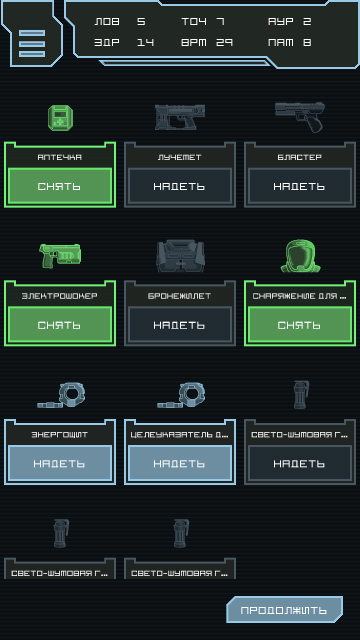 ЛОВ 5 ТОЧ 7 АУР 2
ЗДР 14 ВРМ 29 ПАМ 8
АПТЕЧКА ЛУЧЕМЕТ БЛАСТЕР
СНЯТЬ НАДЕТЬ НАДЕТЬ
ЭЛЕКТРОШОКЕР БРОНЕЖИЛЕТ СНАРЯЖЕНИЕ ДЛЯ ...
СНЯТЬ НАДЕТЬ СНЯТЬ
ЭНЕРГОЩИТ ЦЕЛЕУКАЗАТЕЛЬ Д... СВЕТО-ШУМОВАЯ Г...
НАДЕТЬ НАДЕТЬ НАДЕТЬ
СВЕТО-ШУМОВАЯ Г... СВЕТО-ШУМОВАЯ Г...
ПРОДОЛЖИТЬ